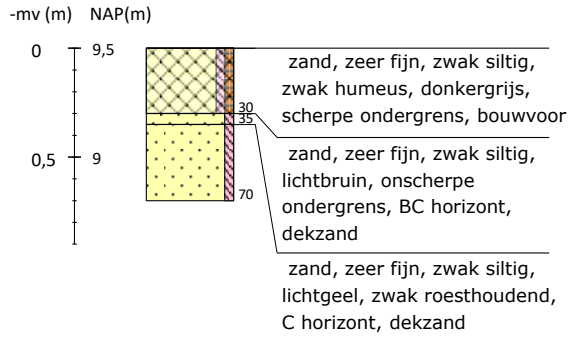 -mv (m) NAP(m)
0 9,5
zand, zeer fijn, zwak siltig,
zwak humeus, donkergrijs,
scherpe ondergrens, bouwvoor
30
35
0,5 9
zand, zeer fijn, zwak siltig,
lichtbruin, onscherpe
ondergrens, BC horizont,
dekzand
70
zand, zeer fijn, zwak siltig,
lichtgeel, zwak roesthoudend,
C horizont, dekzand